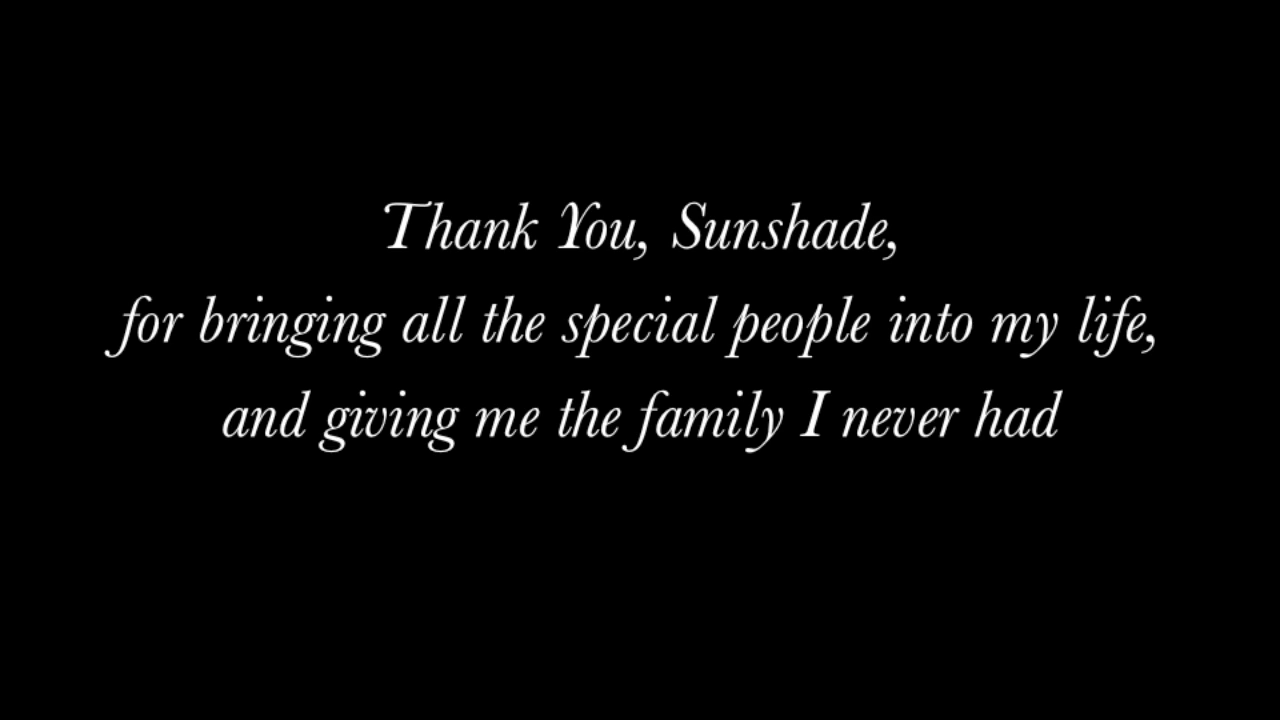 Thank You, Sunshade,
for bringing all the special people into my life,
and giving me the family I never had